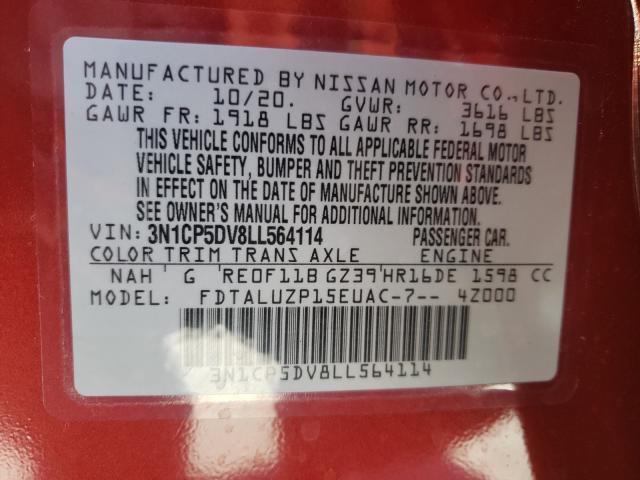 MANUFACTURED BY NISSAN MOTOR CO.,LTD.
DATE: 10/20. GVWR: 3616 LBS
GAWR FR: 1918 LBS GAWR RR: 1698 LBS
THIS VEHICLE CONFORMS TO ALL APPLICABLE FEDERAL MOTOR
VEHICLE SAFETY, BUMPER AND THEFT PREVENTION STANDARDS
IN EFFECT ON THE DATE OF MANUFACTURE SHOWN ABOVE.
SEE OWNER'S MANUAL FOR ADDITIONAL INFORMATION.
VIN: 3N1CP5DV8LL564114 PASSENGER CAR.
COLOR TRIM TRANS AXLE ENGINE
NAH G RE0F11B GZ39 HR16DE 1598 CC
MODEL: FDTALUZP15EUAC-7-- 4Z000
3N1CP5DV8LL564114